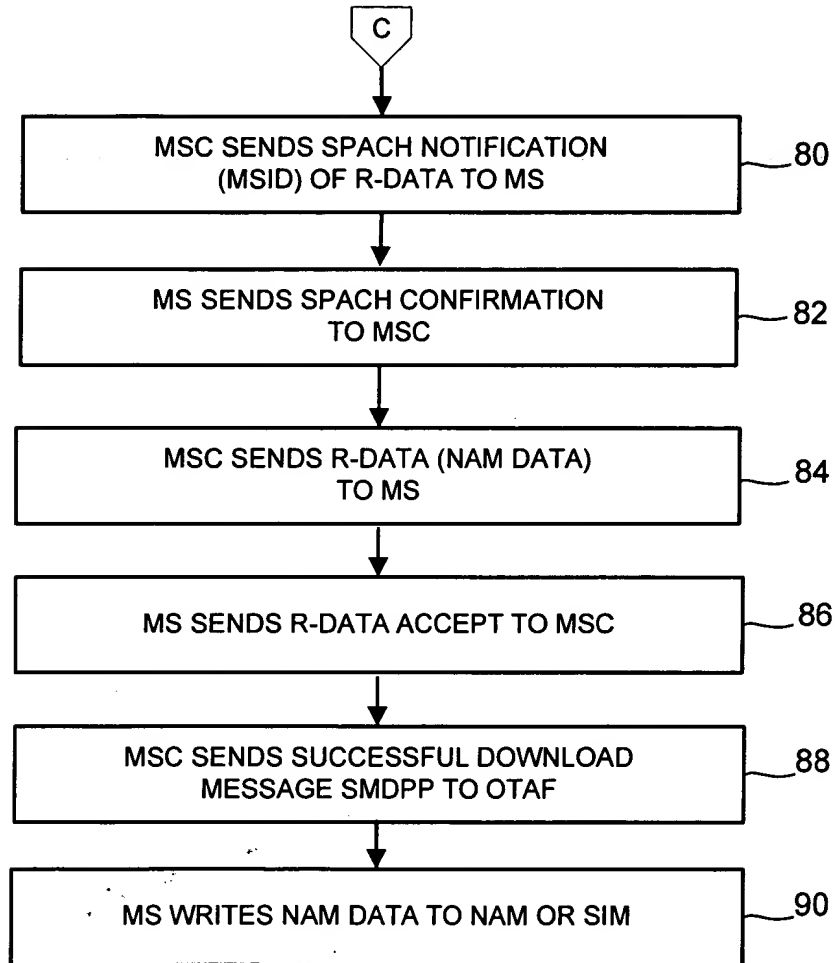 C
MSC SENDS SPACH NOTIFICATION
(MSID) OF R-DATA TO MS
80
MS SENDS SPACH CONFIRMATION
TO MSC
82
MSC SENDS R-DATA (NAM DATA)
TO MS
84
MS SENDS R-DATA ACCEPT TO MSC
86
MSC SENDS SUCCESSFUL DOWNLOAD
MESSAGE SMDPP TO OTAF
88
MS WRITES NAM DATA TO NAM OR SIM
90